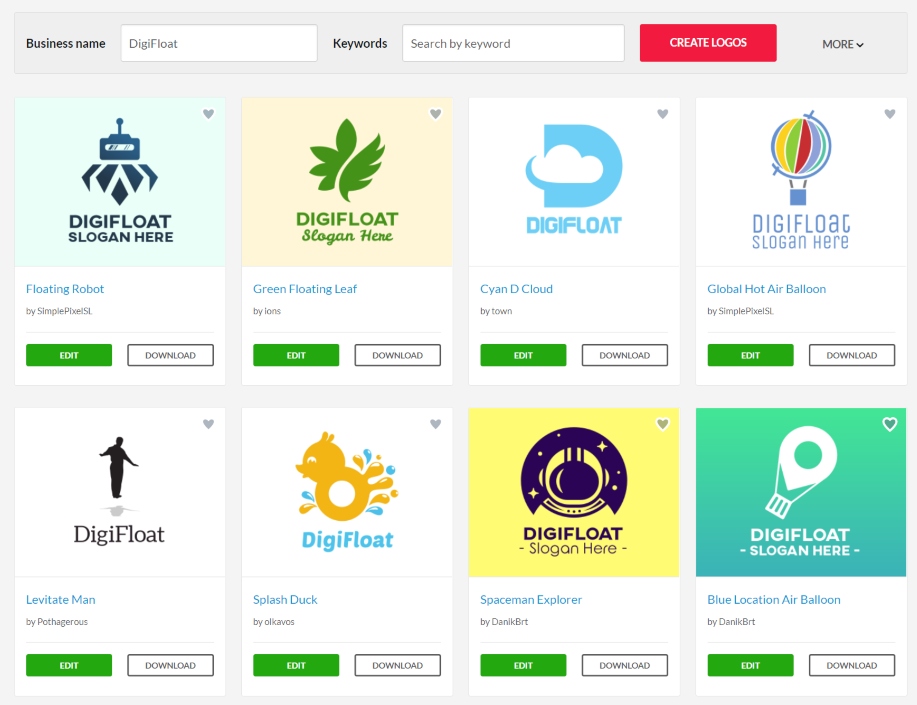 Business name DigiFloat Keywords Search by keyword CREATE LOGOS MORE
DIGIFLOAT
SLOGAN HERE
Floating Robot
by SimplePixelSL
EDIT DOWNLOAD
DIGIFLOAT
Slogan Here
Green Floating Leaf
by ions
EDIT DOWNLOAD
DIGIFLOAT
Cyan D Cloud
by town
EDIT DOWNLOAD
DIGIFLOAT
SLOGAN HERE
Global Hot Air Balloon
by SimplePixelSL
EDIT DOWNLOAD
DigiFloat
Levitate Man
by Pothagerous
EDIT DOWNLOAD
DigiFloat
Splash Duck
by olkavos
EDIT DOWNLOAD
DIGIFLOAT
- Slogan Here -
Spaceman Explorer
by DanikBrt
EDIT DOWNLOAD
DIGIFLOAT
- SLOGAN HERE -
Blue Location Air Balloon
by DanikBrt
EDIT DOWNLOAD